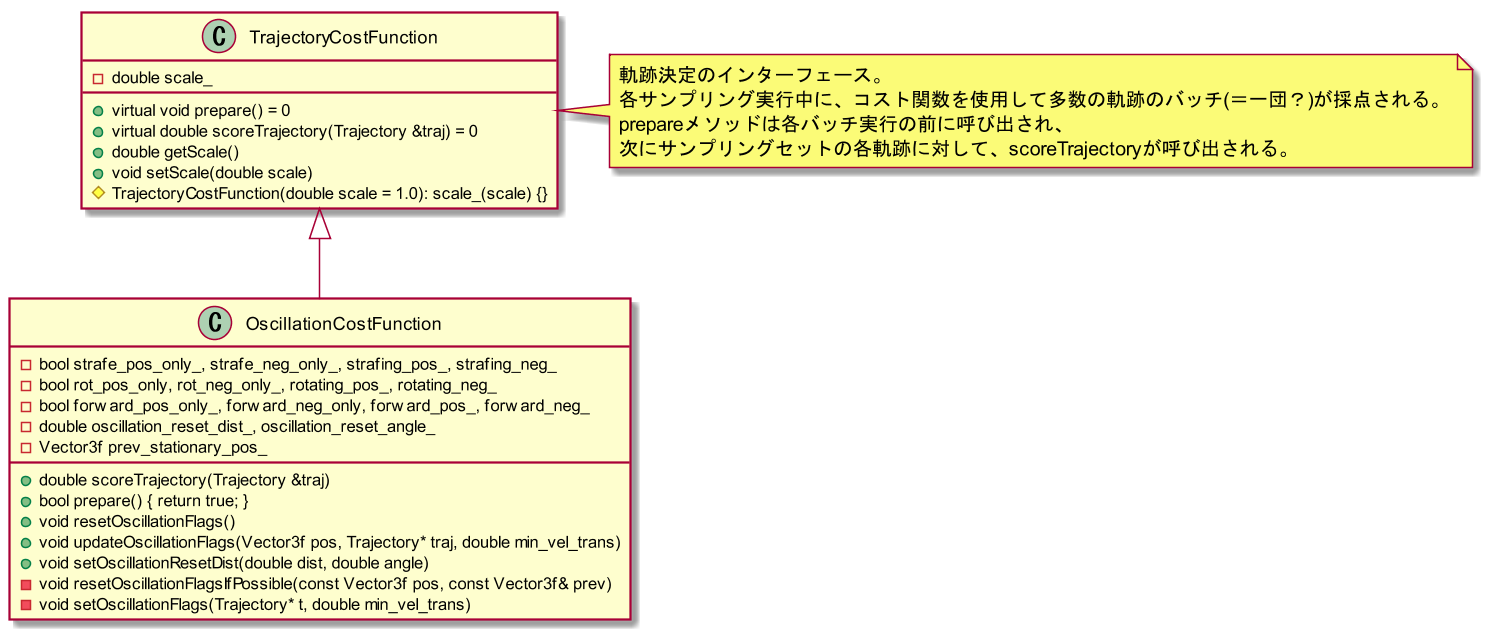 C TrajectoryCostFunction
double scale_
virtual void prepare() = 0
virtual double scoreTrajectory(Trajectory &traj) = 0
double getScale()
void setScale(double scale)
TrajectoryCostFunction(double scale = 1.0): scale_(scale) {}
軌跡決定のインターフェース。
各サンプリング実行中に、コスト関数を使用して多数の軌跡のバッチ(＝一団？)が採点される。
prepareメソッドは各バッチ実行の前に呼び出され、
次にサンプリングセットの各軌跡に対して、scoreTrajectoryが呼び出される。
C OscillationCostFunction
bool strafe_pos_only_, strafe_neg_only_, strafing_pos_, strafing_neg_
bool rot_pos_only, rot_neg_only_, rotating_pos_, rotating_neg_
bool forward_pos_only_, forward_neg_only, forward_pos_, forward_neg_
double oscillation_reset_dist_, oscillation_reset_angle_
Vector3f prev_stationary_pos_
double scoreTrajectory(Trajectory &traj)
bool prepare() { return true; }
void resetOscillationFlags()
void updateOscillationFlags(Vector3f pos, Trajectory* traj, double min_vel_trans)
void setOscillationResetDist(double dist, double angle)
void resetOscillationFlagsIfPossible(const Vector3f pos, const Vector3f& prev)
void setOscillationFlags(Trajectory* t, double min_vel_trans)